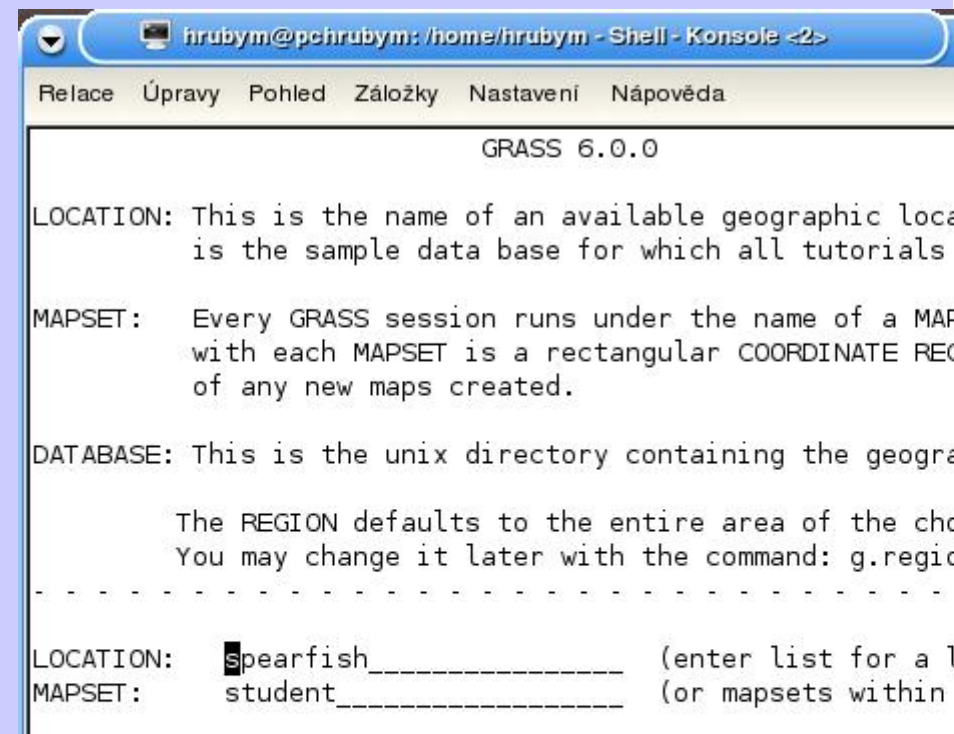 hrubym@pchrubym: /home/hrubym - Shell - Konsole <2>
Relace Úpravy Pohled Záložky Nastavení Nápověda
GRASS 6.0.0
LOCATION: This is the name of an available geographic loca
is the sample data base for which all tutorials
MAPSET: Every GRASS session runs under the name of a MAP
with each MAPSET is a rectangular COORDINATE REG
of any new maps created.
DATABASE: This is the unix directory containing the geogra
The REGION defaults to the entire area of the cho
You may change it later with the command: g.regio
- - - - - - - - - - - - - - - - - - - - - - - - - - - - -
LOCATION: spearfish________________ (enter list for a l
MAPSET: student__________________ (or mapsets within